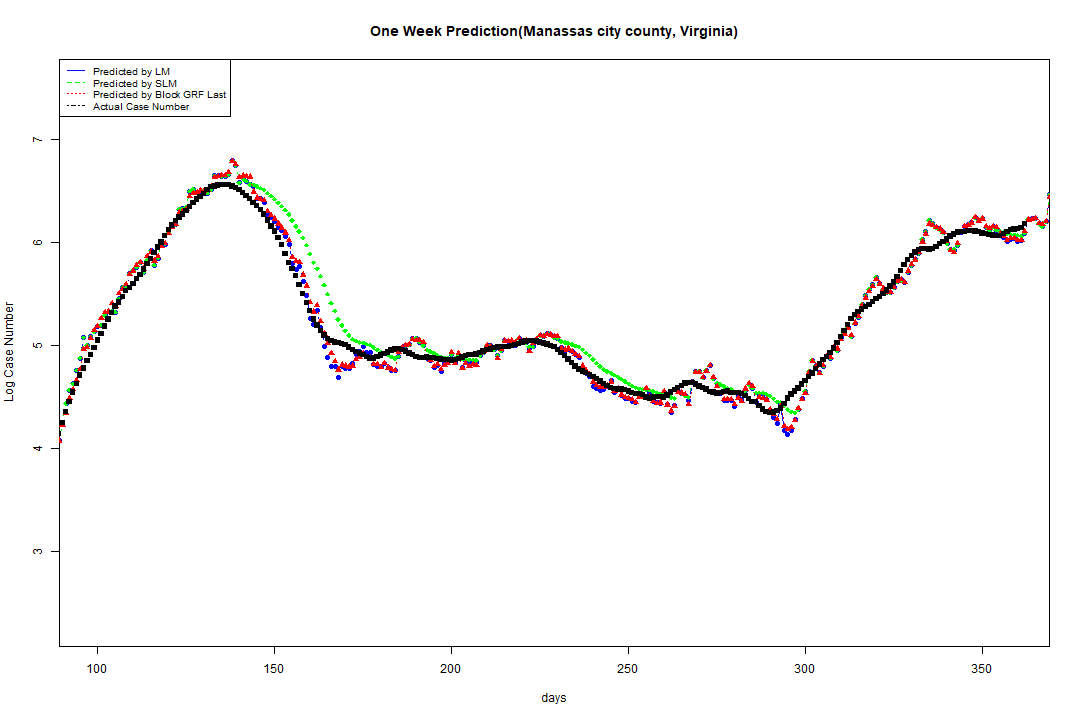 One Week Prediction(Manassas city county, Virginia)
Predicted by LM
Predicted by SLM
Predicted by Block GRF Last
Actual Case Number
7
6
5
4
3
Log Case Number
100 150 200 250 300 350
days